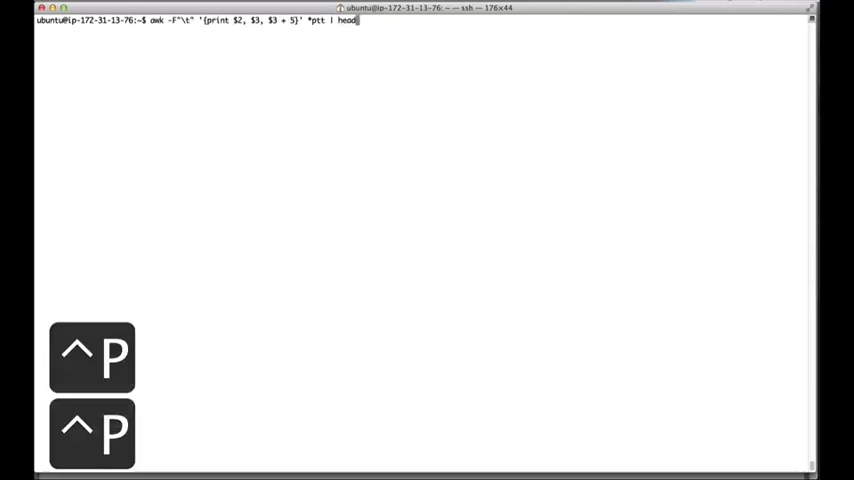 ubuntu@ip-172-31-13-76: ~ — ssh — 176×44
ubuntu@ip-172-31-13-76:~$ awk -F"\t" '{print $2, $3, $3 + 5}' *ptt | head
^P
^P